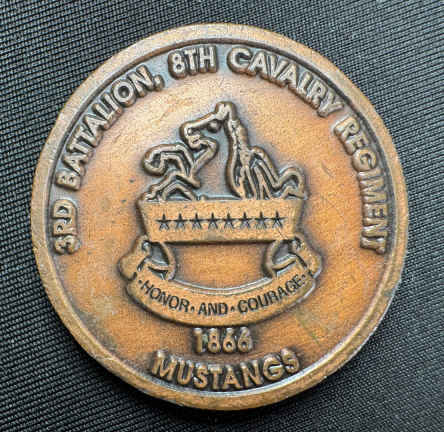 3RD BATTALION, 8TH CAVALRY REGIMENT
·HONOR·AND·COURAGE·
1866
MUSTANGS